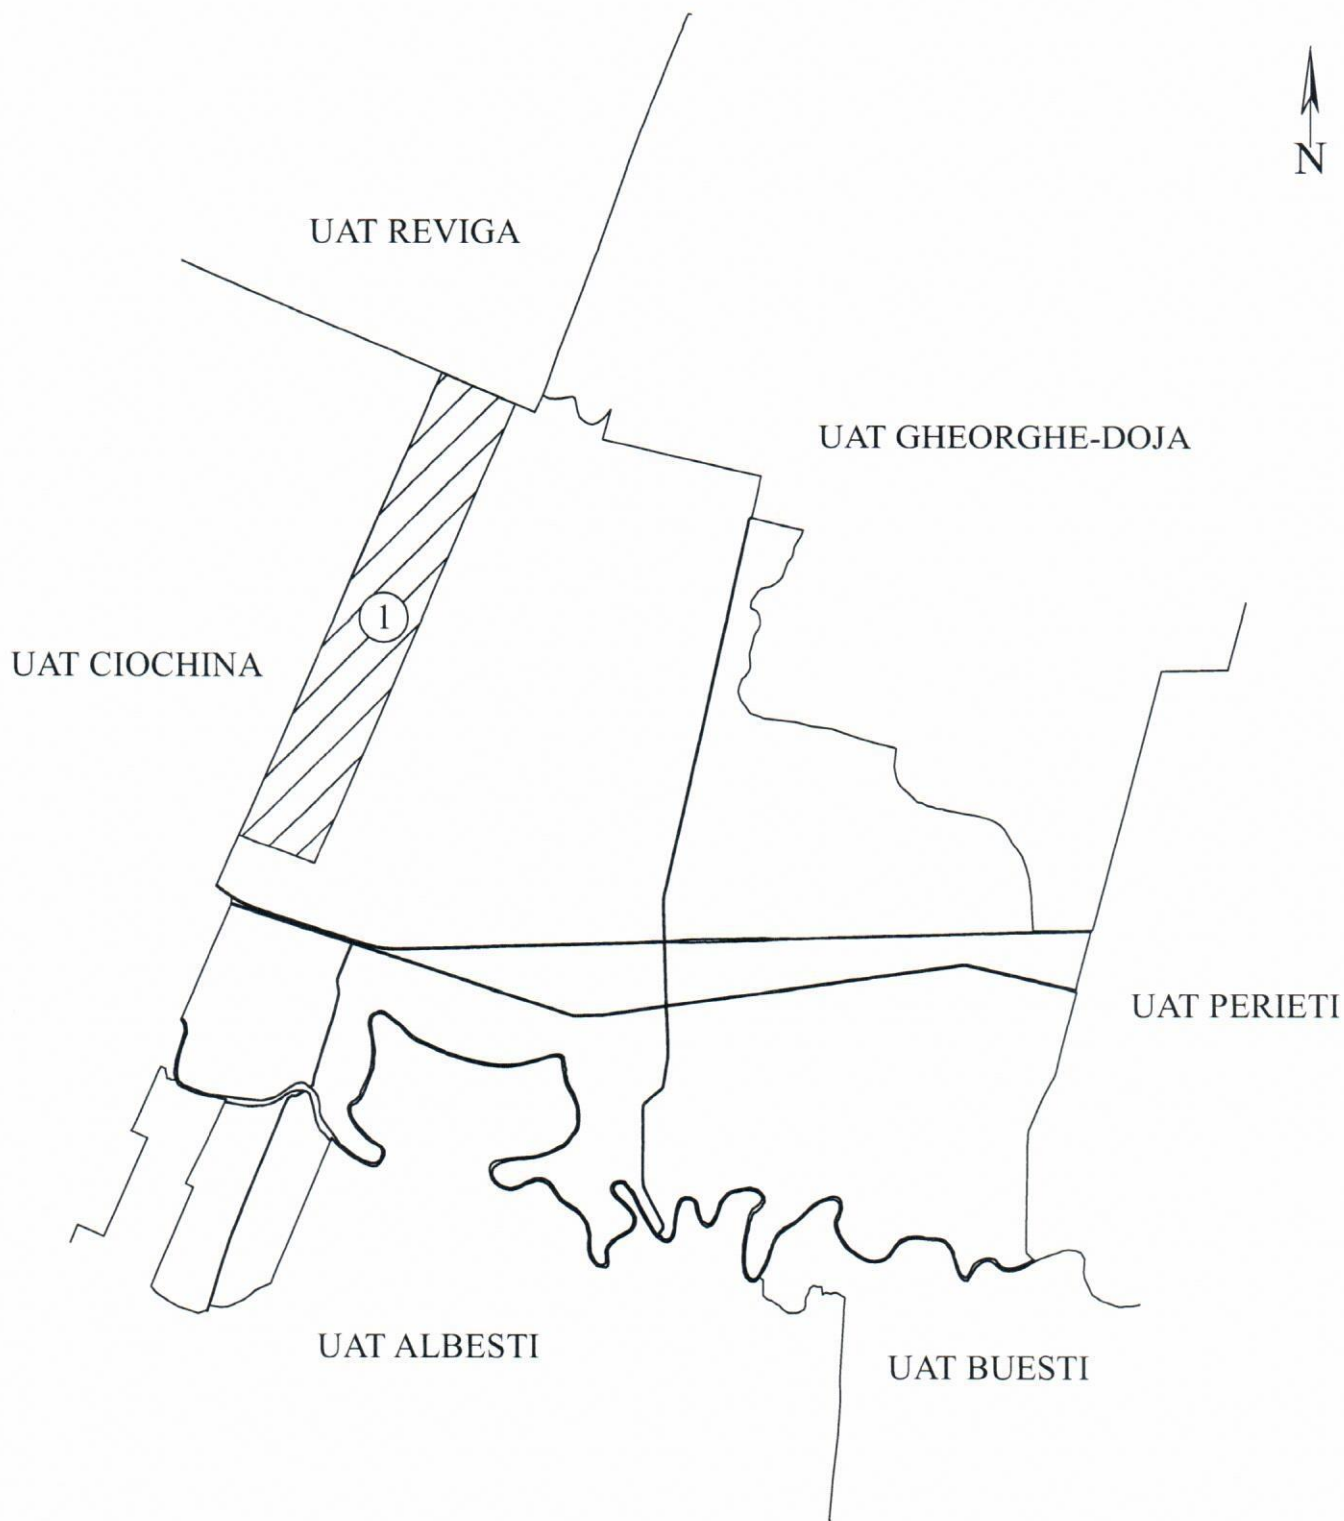 N
UAT REVIGA
UAT GHEORGHE-DOJA
1
UAT CIOCHINA
UAT PERIETI
UAT ALBESTI
UAT BUESTI